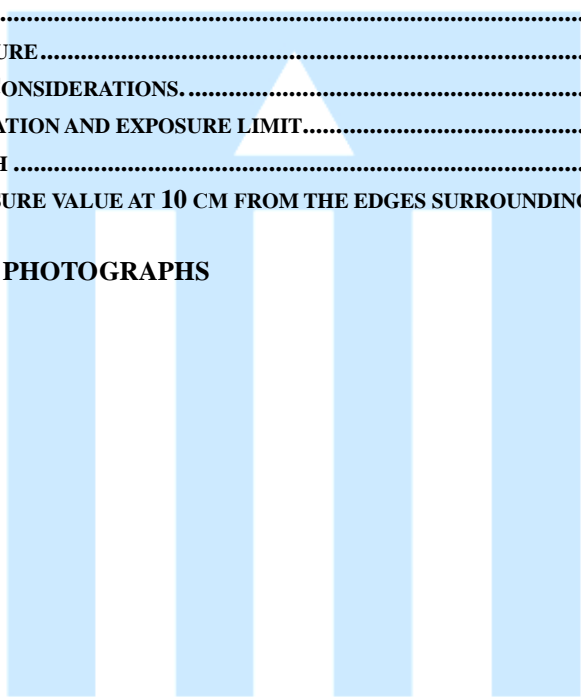 .......................................................................................................
URE.................................................................................................
ONSIDERATIONS. .......................................................................
ATION AND EXPOSURE LIMIT..................................................
H .....................................................................................................
SURE VALUE AT 10 CM FROM THE EDGES SURROUNDING
PHOTOGRAPHS